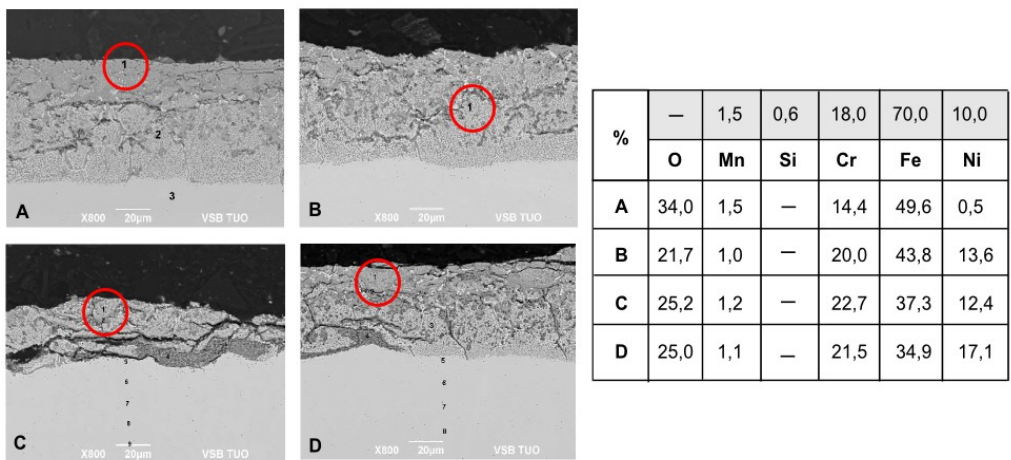 1
2
3
A
X800 20µm VSB TUO
1
B
X800 20µm VSB TUO
1
5
6
7
8
9
C
X800 20µm VSB TUO
1
3
5
6
7
8
D
X800 20µm VSB TUO
% — 1,5 0,6 18,0 70,0 10,0
O Mn Si Cr Fe Ni
A 34,0 1,5 — 14,4 49,6 0,5
B 21,7 1,0 — 20,0 43,8 13,6
C 25,2 1,2 — 22,7 37,3 12,4
D 25,0 1,1 — 21,5 34,9 17,1